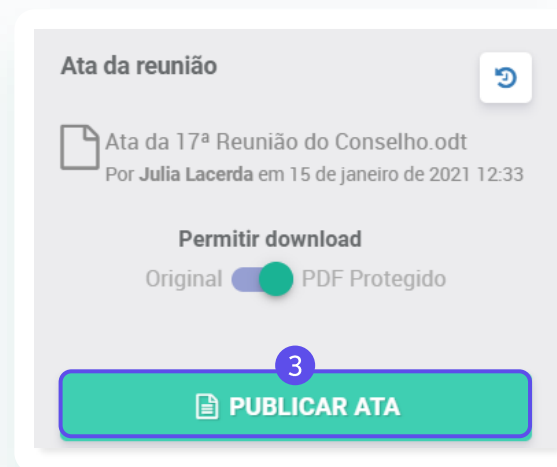 Ata da reunião
Ata da 17ª Reunião do Conselho.odt
Por Julia Lacerda em 15 de janeiro de 2021 12:33
Permitir download
Original PDF Protegido
3
PUBLICAR ATA